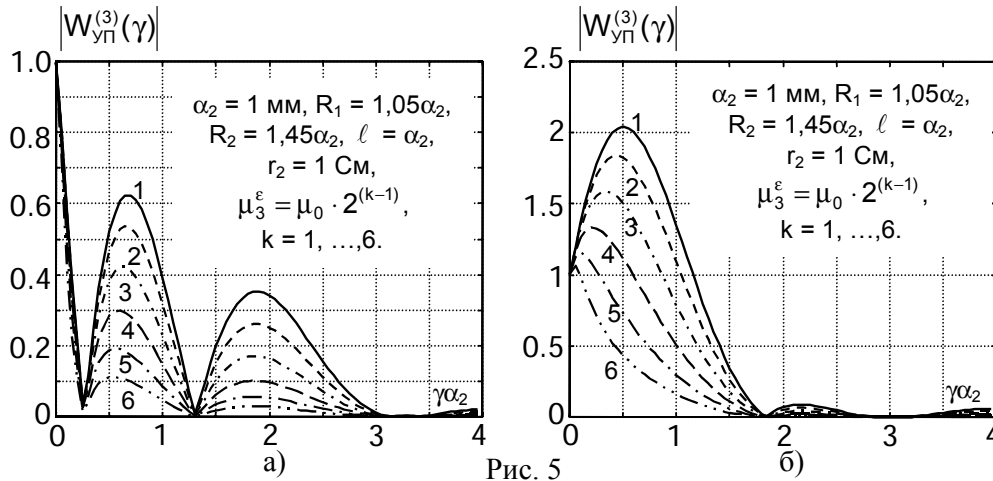 |W_УП^(3)(γ)|
1.0
0.8
0.6
0.4
0.2
0
0 1 2 3 4
α₂ = 1 мм, R₁ = 1,05α₂,
R₂ = 1,45α₂, ℓ = α₂,
r₂ = 1 См,
μ₃^ε = μ₀ · 2^(k−1) ,
k = 1, …,6.
1
2
3
4
5
6
γα₂
а)
|W_УП^(3)(γ)|
2.5
2
1.5
1
0.5
0
0 1 2 3 4
α₂ = 1 мм, R₁ = 1,05α₂,
R₂ = 1,45α₂, ℓ = α₂,
r₂ = 1 См,
μ₃^ε = μ₀ · 2^(k−1) ,
k = 1, …,6.
1
2
3
4
5
6
γα₂
б)
Рис. 5